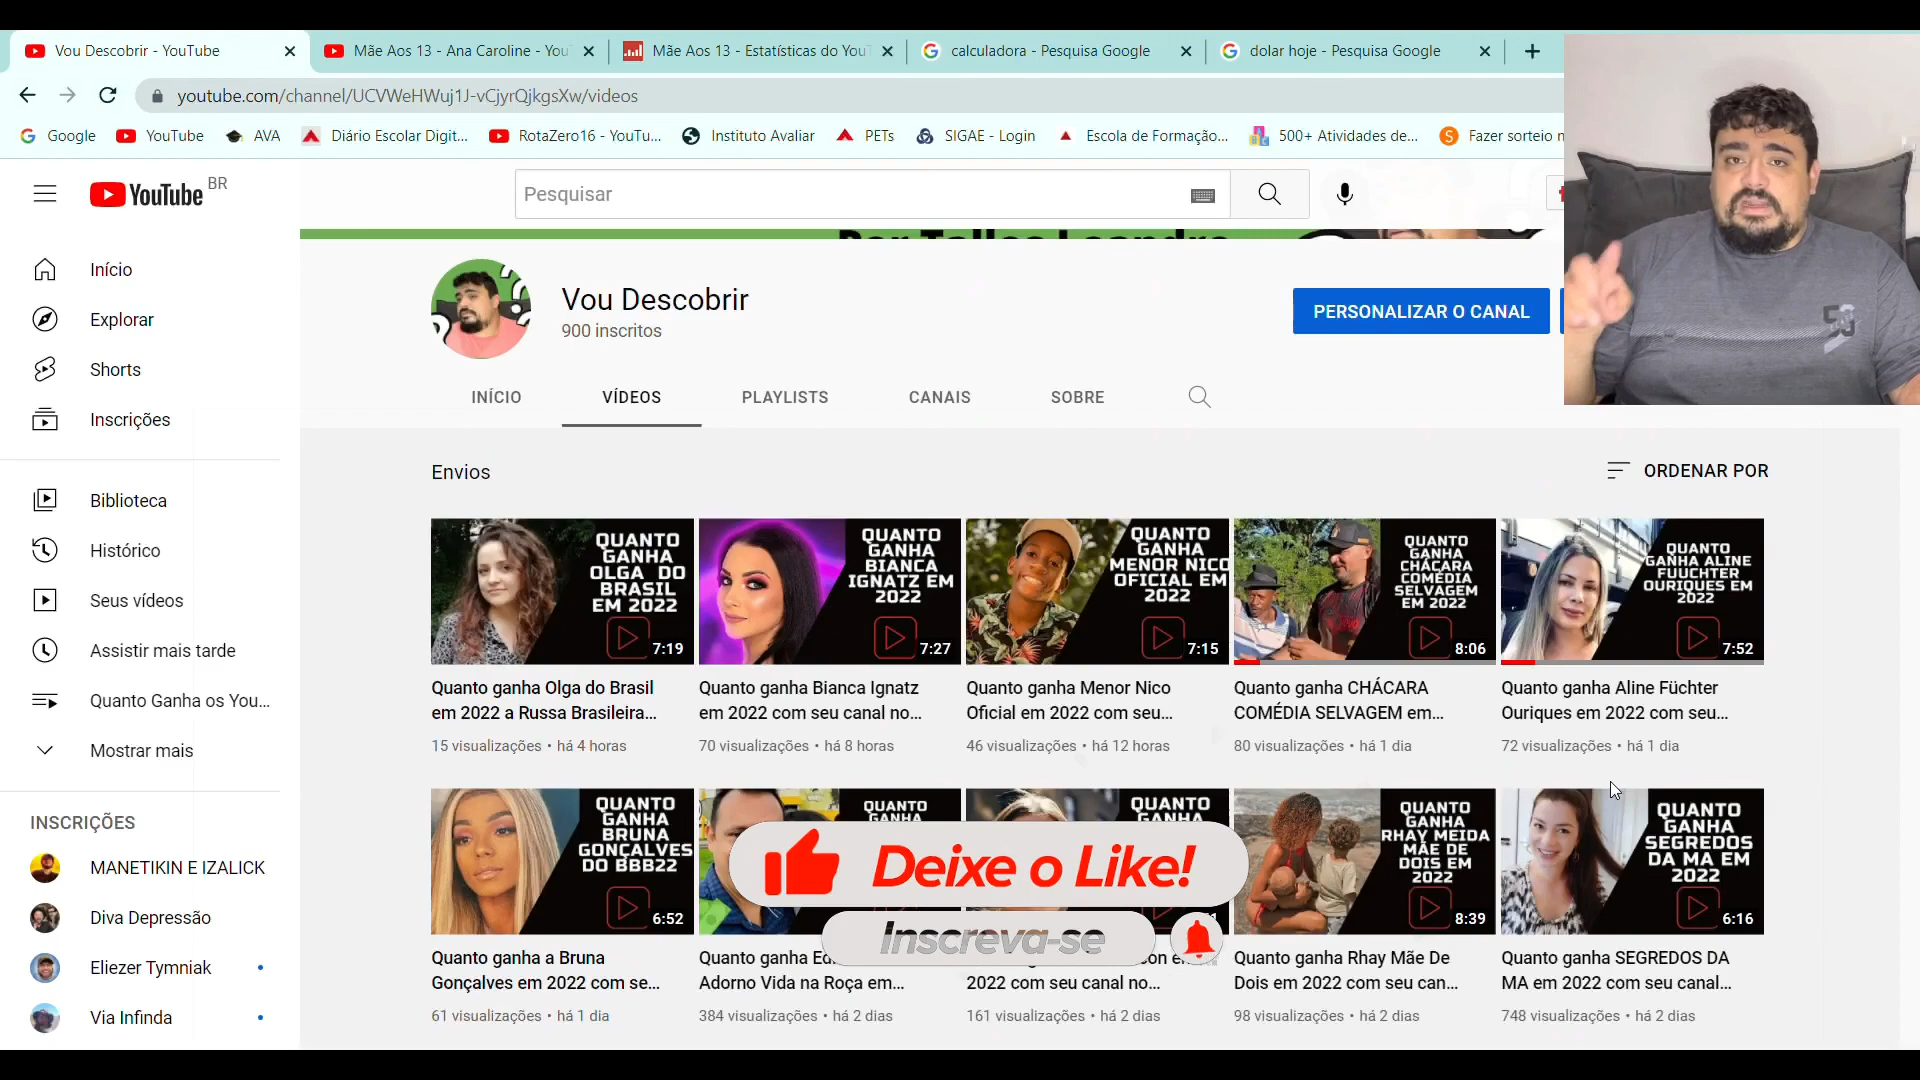 Vou Descobrir - YouTube
Mãe Aos 13 - Ana Caroline - You
Mãe Aos 13 - Estatísticas do You
calculadora - Pesquisa Google
dolar hoje - Pesquisa Google
youtube.com/channel/UCVWeHWuj1J-vCjyrQjkgsXw/videos
Google
YouTube
AVA
Diário Escolar Digit...
RotaZero16 - YouTu...
Instituto Avaliar
PETs
SIGAE - Login
Escola de Formação...
500+ Atividades de...
Fazer sorteio n
YouTube BR
Pesquisar
Por Talles Leandro
Vou Descobrir
900 inscritos
PERSONALIZAR O CANAL
INÍCIO
VÍDEOS
PLAYLISTS
CANAIS
SOBRE
Início
Explorar
Shorts
Inscrições
Biblioteca
Histórico
Seus vídeos
Assistir mais tarde
Quanto Ganha os You...
Mostrar mais
INSCRIÇÕES
MANETIKIN E IZALICK
Diva Depressão
Eliezer Tymniak
Via Infinda
Envios
ORDENAR POR
QUANTO
GANHA
OLGA DO
BRASIL
EM 2022
7:19
Quanto ganha Olga do Brasil
em 2022 a Russa Brasileira...
15 visualizações • há 4 horas
QUANTO
GANHA
BIANCA
IGNATZ EM
2022
7:27
Quanto ganha Bianca Ignatz
em 2022 com seu canal no...
70 visualizações • há 8 horas
QUANTO
GANHA
MENOR NICO
OFICIAL EM
2022
7:15
Quanto ganha Menor Nico
Oficial em 2022 com seu...
46 visualizações • há 12 horas
QUANTO
GANHA
CHÁCARA
COMÉDIA
SELVAGEM
EM 2022
8:06
Quanto ganha CHÁCARA
COMÉDIA SELVAGEM em...
80 visualizações • há 1 dia
QUANTO
GANHA ALINE
FUUCHTER
OURIQUES EM
2022
7:52
Quanto ganha Aline Füchter
Ouriques em 2022 com seu...
72 visualizações • há 1 dia
QUANTO
GANHA
BRUNA
GONÇALVES
DO BBB22
6:52
Quanto ganha a Bruna
Gonçalves em 2022 com se...
61 visualizações • há 1 dia
QUANTO
GANHA
Quanto ganha
Adorno Vida na Roça em...
384 visualizações • há 2 dias
QUANTO
GANHA
2022 com seu canal no...
161 visualizações • há 2 dias
QUANTO
GANHA
RHAY MEIDA
MÃE DE
DOIS EM
2022
8:39
Quanto ganha Rhay Mãe De
Dois em 2022 com seu can...
98 visualizações • há 2 dias
QUANTO
GANHA
SEGREDOS
DA MA EM
2022
6:16
Quanto ganha SEGREDOS DA
MA em 2022 com seu canal...
748 visualizações • há 2 dias
Deixe o Like!
Inscreva-se